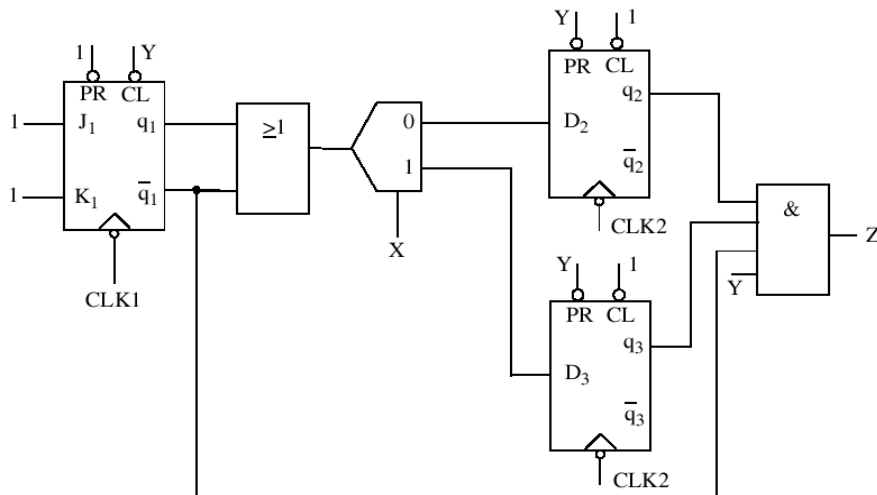 1 Y
PR CL
1 J₁ q₁
1 K₁ q̅₁
CLK1
≥1
0
1
X
Y 1
PR CL
q₂
D₂
q̅₂
CLK2
Y 1
PR CL
q₃
D₃
q̅₃
CLK2
&
Y
Z